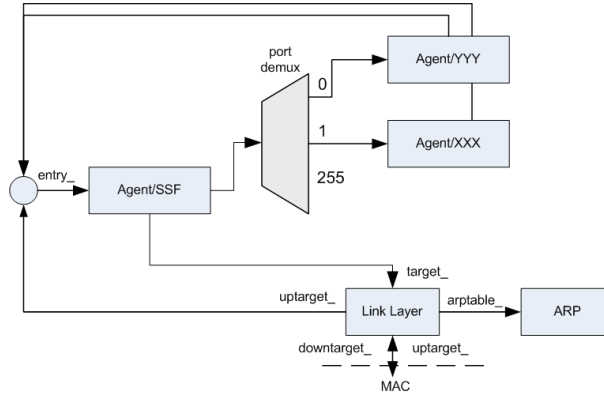 port
demux
Agent/YYY
0
1
Agent/XXX
255
entry_
Agent/SSF
target_
uptarget_
Link Layer
arptable_
ARP
downtarget_
uptarget_
MAC